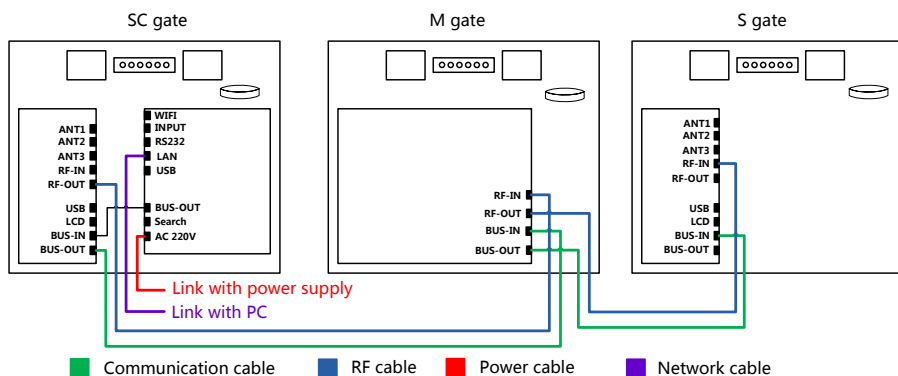 SC gate
M gate
S gate
ANT1
ANT2
ANT3
RF-IN
RF-OUT
USB
LCD
BUS-IN
BUS-OUT
WIFI
INPUT
RS232
LAN
USB
BUS-OUT
Search
AC 220V
RF-IN
RF-OUT
BUS-IN
BUS-OUT
ANT1
ANT2
ANT3
RF-IN
RF-OUT
USB
LCD
BUS-IN
BUS-OUT
Link with power supply
Link with PC
Communication cable
RF cable
Power cable
Network cable